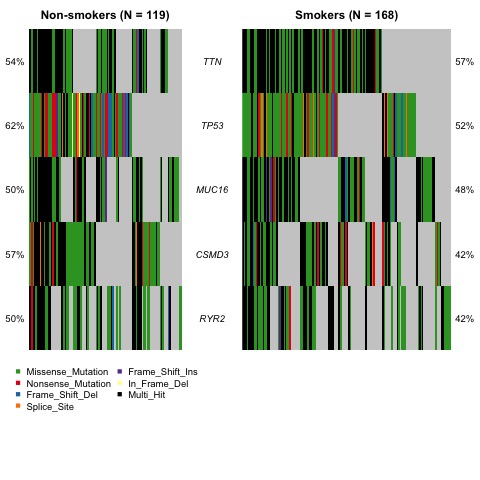 Non-smokers (N = 119) Smokers (N = 168)
54% TTN 57%
62% TP53 52%
50% MUC16 48%
57% CSMD3 42%
50% RYR2 42%
Missense_Mutation Frame_Shift_Ins
Nonsense_Mutation In_Frame_Del
Frame_Shift_Del Multi_Hit
Splice_Site